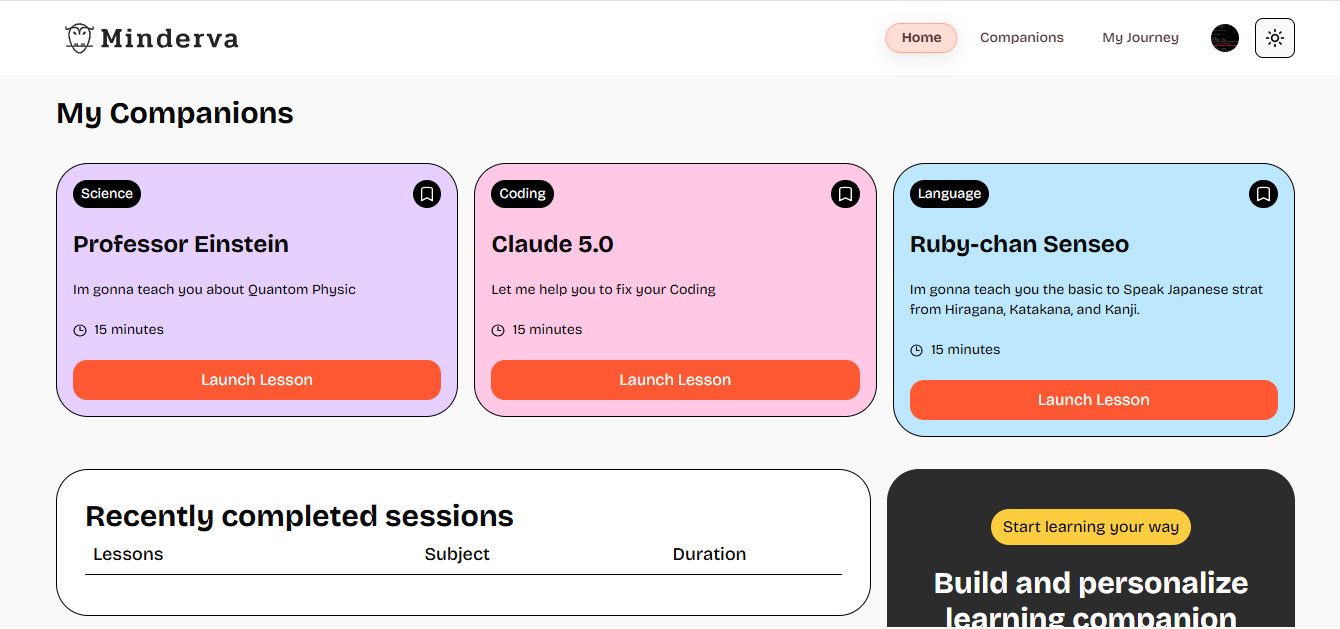 Minderva
Home
Companions
My Journey
My Companions
Science
Professor Einstein
Im gonna teach you about Quantom Physic
15 minutes
Launch Lesson
Coding
Claude 5.0
Let me help you to fix your Coding
15 minutes
Launch Lesson
Language
Ruby-chan Senseo
Im gonna teach you the basic to Speak Japanese strat
from Hiragana, Katakana, and Kanji.
15 minutes
Launch Lesson
Recently completed sessions
Lessons Subject Duration
Start learning your way
Build and personalize
learning companion